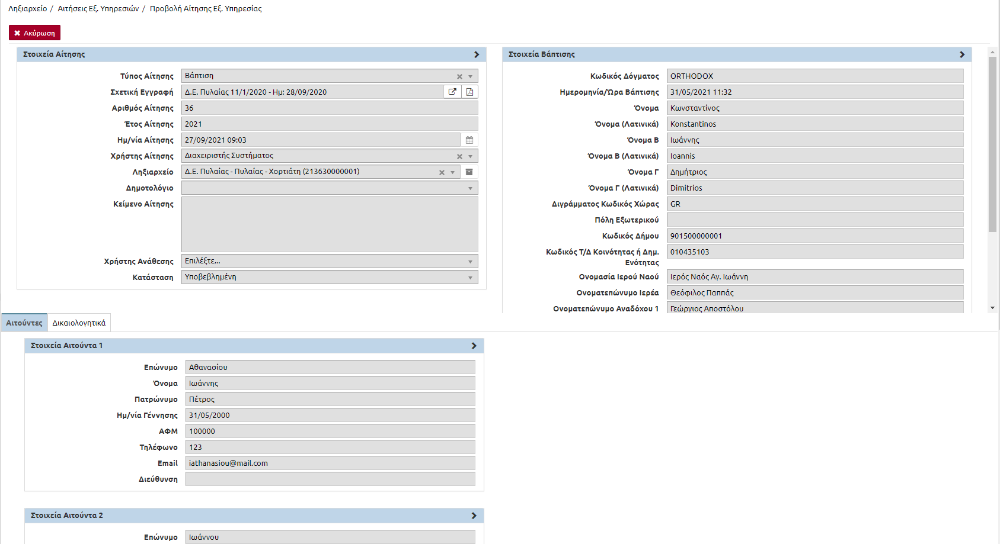 Ληξιαρχείο / Αιτήσεις Εξ. Υπηρεσιών / Προβολή Αίτησης Εξ. Υπηρεσίας
Ακύρωση
Στοιχεία Αίτησης
Τύπος Αίτησης Βάπτιση
Σχετική Εγγραφή Δ.Ε. Πυλαίας 11/1/2020 - Ημ: 28/09/2020
Αριθμός Αίτησης 36
Έτος Αίτησης 2021
Ημ/νία Αίτησης 27/09/2021 09:03
Χρήστης Αίτησης Διαχειριστής Συστήματος
Ληξιαρχείο Δ.Ε. Πυλαίας - Πυλαίας - Χορτιάτη (213630000001)
Δημοτολόγιο
Κείμενο Αίτησης
Χρήστης Ανάθεσης Επιλέξτε...
Κατάσταση Υποβεβλημένη
Στοιχεία Βάπτισης
Κωδικός Δόγματος ORTHODOX
Ημερομηνία/Ώρα Βάπτισης 31/05/2021 11:32
Όνομα Κωνσταντίνος
Όνομα (Λατινικά) Konstantinos
Όνομα Β Ιωάννης
Όνομα Β (Λατινικά) Ioannis
Όνομα Γ Δημήτριος
Όνομα Γ (Λατινικά) Dimitrios
Διγράμματος Κωδικός Χώρας GR
Πόλη Εξωτερικού
Κωδικός Δήμου 901500000001
Κωδικός Τ/Δ Κοινότητας ή Δημ. 010435103
Ενότητας
Ονομασία Ιερού Ναού Ιερός Ναός Αγ. Ιωάννη
Ονοματεπώνυμο Ιερέα Θεόφιλος Παππάς
Ονοματεπώνυμο Αναδόχου 1 Γεώργιος Αποστόλου
Αιτούντες Δικαιολογητικά
Στοιχεία Αιτούντα 1
Επώνυμο Αθανασίου
Όνομα Ιωάννης
Πατρώνυμο Πέτρος
Ημ/νία Γέννησης 31/05/2000
ΑΦΜ 100000
Τηλέφωνο 123
Email iathanasiou@mail.com
Διεύθυνση
Στοιχεία Αιτούντα 2
Επώνυμο Ιωάννου